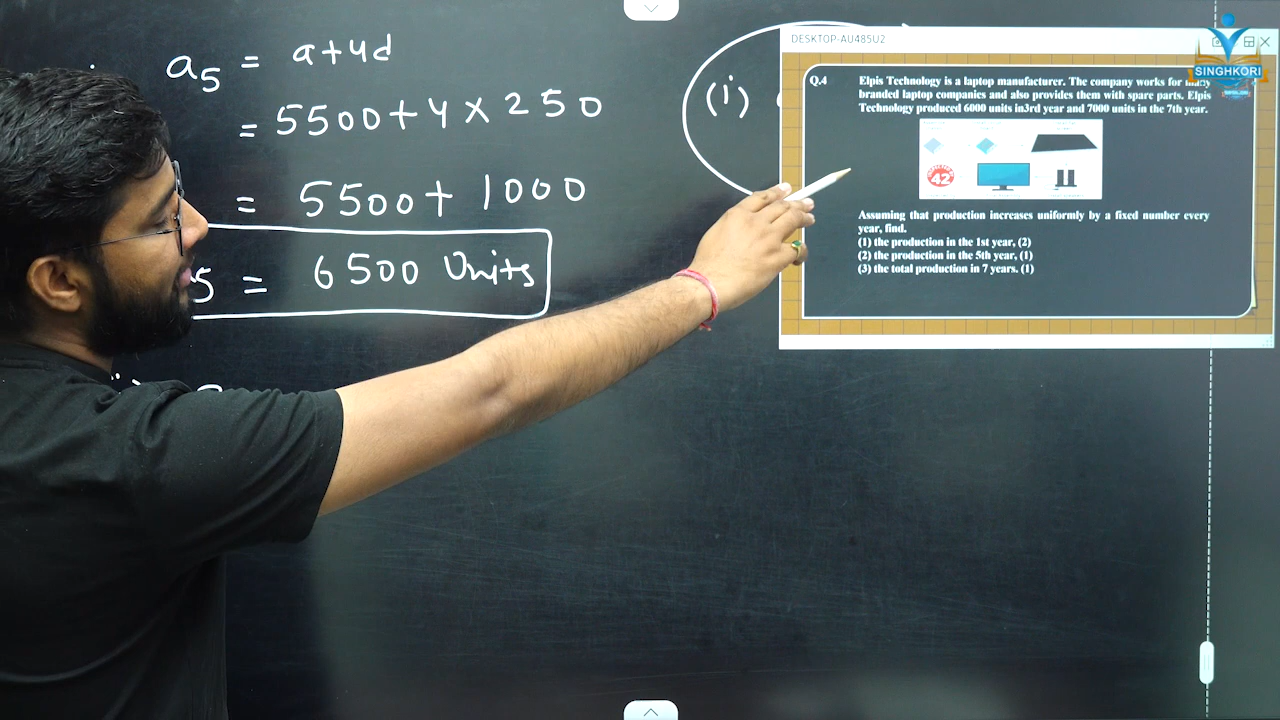 a5 = a+4d
= 5500+4×250
= 5500+ 1000
5 = 6500 Units
(i)
DESKTOP-AU485U2
SINGHKORI
Q.4 Elpis Technology is a laptop manufacturer. The company works for many
branded laptop companies and also provides them with spare parts. Elpis
Technology produced 6000 units in3rd year and 7000 units in the 7th year.
42
Assuming that production increases uniformly by a fixed number every
year, find.
(1) the production in the 1st year, (2)
(2) the production in the 5th year, (1)
(3) the total production in 7 years. (1)